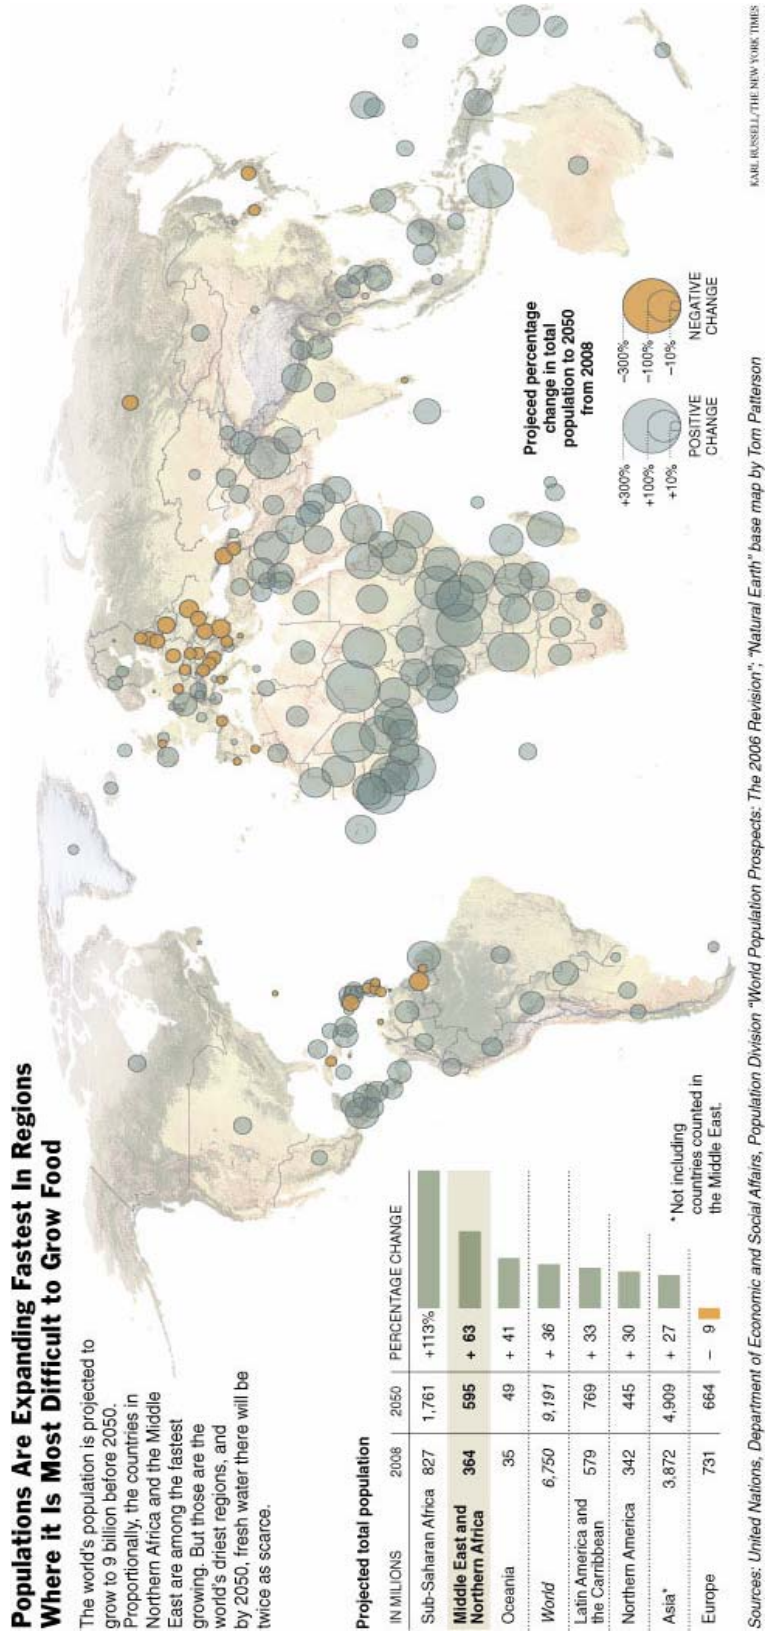 Populations Are Expanding Fastest In Regions
Where it Is Most Difficult to Grow Food
The world's population is projected to
grow to 9 billion before 2050.
Proportionally, the countries in
Northern Africa and the Middle
East are among the fastest
growing. But those are the
world's driest regions, and
by 2050, fresh water there will be
twice as scarce.
Projected total population
IN MILIONS 2008 2050 PERCENTAGE CHANGE
Sub-Saharan Africa 827 1,761 +113%
Middle East and
Northern Africa 364 595 + 63
Oceania 35 49 + 41
World 6,750 9,191 + 36
Latin America and
the Carribbean 579 769 + 33
Northern America 342 445 + 30
Asia* 3,872 4,909 + 27
Europe 731 664 – 9
* Not including
countries counted in
the Middle East.
Projeced percentage
change in total
population to 2050
from 2008
+300%
+100%
+10%
POSITIVE
CHANGE
–300%
–100%
–10%
NEGATIVE
CHANGE
Sources: United Nations, Department of Economic and Social Affairs, Population Division "World Population Prospects: The 2006 Revision"; "Natural Earth" base map by Tom Patterson
KARL RUSSELL/THE NEW YORK TIMES